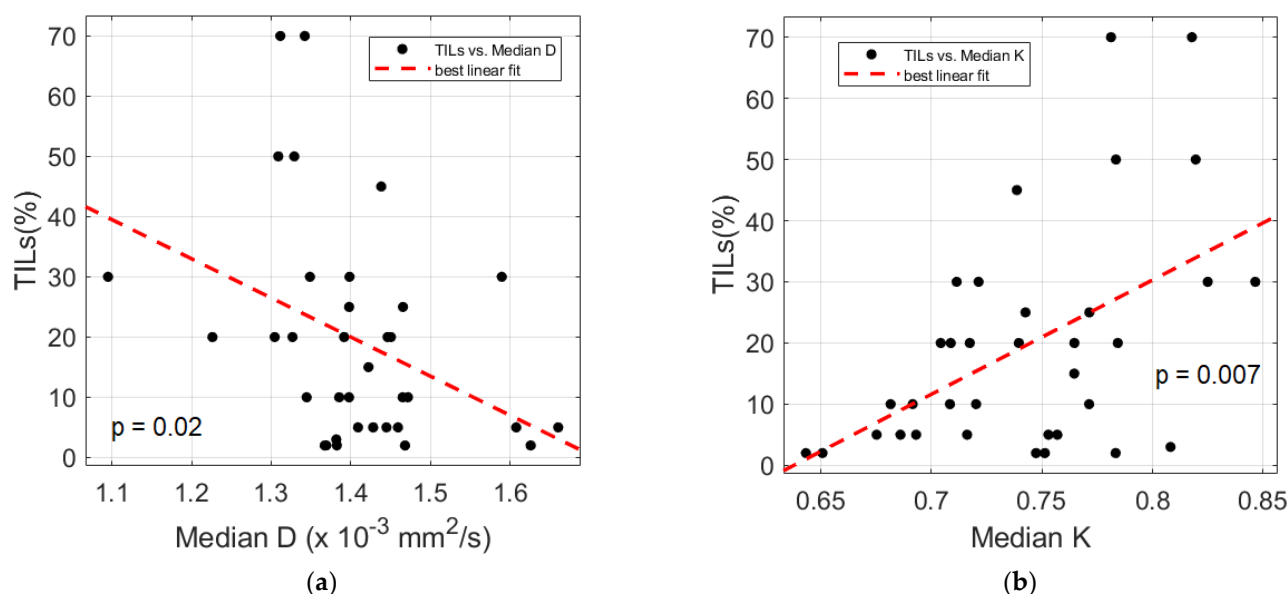 TILs(%)
70
60
50
40
30
20
10
0
TILs vs. Median D
best linear fit
p = 0.02
1.1 1.2 1.3 1.4 1.5 1.6
Median D (x 10⁻³ mm²/s)
(a)
TILs(%)
70
60
50
40
30
20
10
0
TILs vs. Median K
best linear fit
p = 0.007
0.65 0.7 0.75 0.8 0.85
Median K
(b)